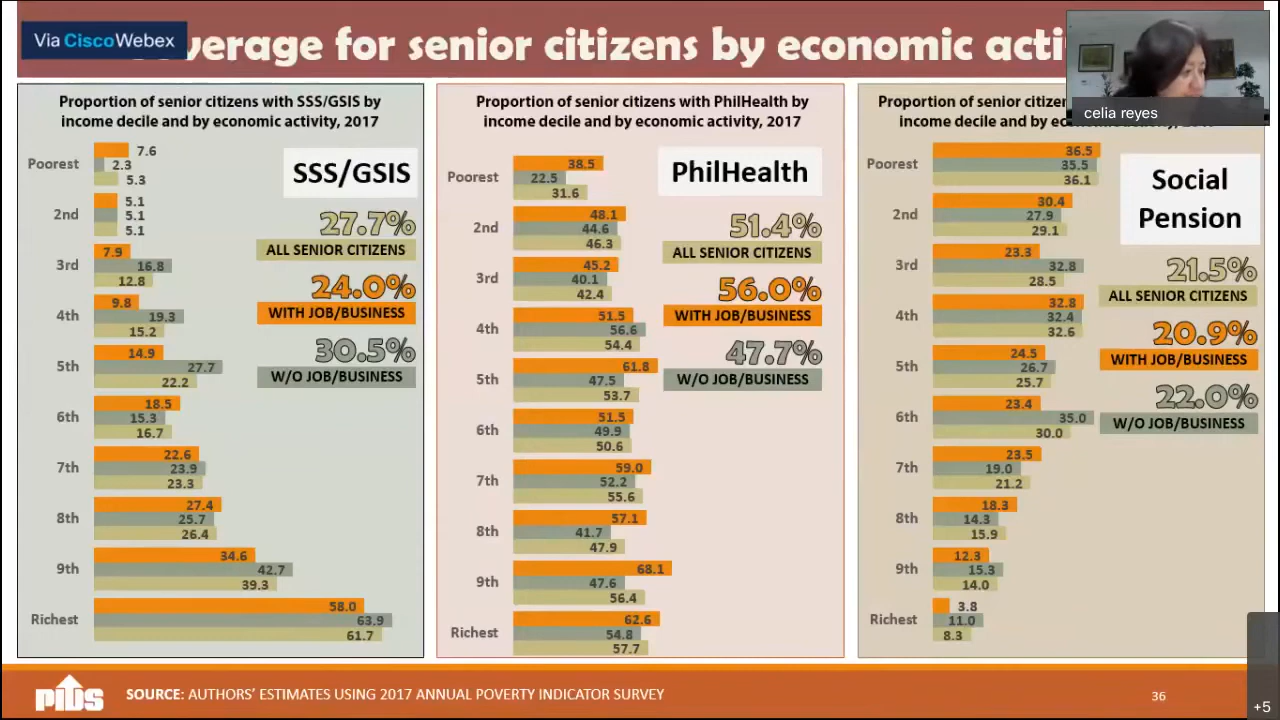 Via Cisco Webex
verage for senior citizens by economic acti
celia reyes
Proportion of senior citizens with SSS/GSIS by
income decile and by economic activity, 2017
SSS/GSIS
27.7%
ALL SENIOR CITIZENS
24.0%
WITH JOB/BUSINESS
30.5%
W/O JOB/BUSINESS
Poorest
7.6
2.3
5.3
2nd
5.1
5.1
5.1
3rd
7.9
16.8
12.8
4th
9.8
19.3
15.2
5th
14.9
27.7
22.2
6th
18.5
15.3
16.7
7th
22.6
23.9
23.3
8th
27.4
25.7
26.4
9th
34.6
42.7
39.3
Richest
58.0
63.9
61.7
Proportion of senior citizens with PhilHealth by
income decile and by economic activity, 2017
PhilHealth
51.4%
ALL SENIOR CITIZENS
56.0%
WITH JOB/BUSINESS
47.7%
W/O JOB/BUSINESS
Poorest
38.5
22.5
31.6
2nd
48.1
44.6
46.3
3rd
45.2
40.1
42.4
4th
51.5
56.6
54.4
5th
61.8
47.5
53.7
6th
51.5
49.9
50.6
7th
59.0
52.2
55.6
8th
57.1
41.7
47.9
9th
68.1
47.6
56.4
Richest
62.6
54.8
57.7
Proportion of senior citizen
income decile and by
Social
Pension
21.5%
ALL SENIOR CITIZENS
20.9%
WITH JOB/BUSINESS
22.0%
W/O JOB/BUSINESS
Poorest
36.5
35.5
36.1
2nd
30.4
27.9
29.1
3rd
23.3
32.8
28.5
4th
32.8
32.4
32.6
5th
24.5
26.7
25.7
6th
23.4
35.0
30.0
7th
23.5
19.0
21.2
8th
18.3
14.3
15.9
9th
12.3
15.3
14.0
Richest
3.8
11.0
8.3
pids
SOURCE: AUTHORS' ESTIMATES USING 2017 ANNUAL POVERTY INDICATOR SURVEY
36
+5